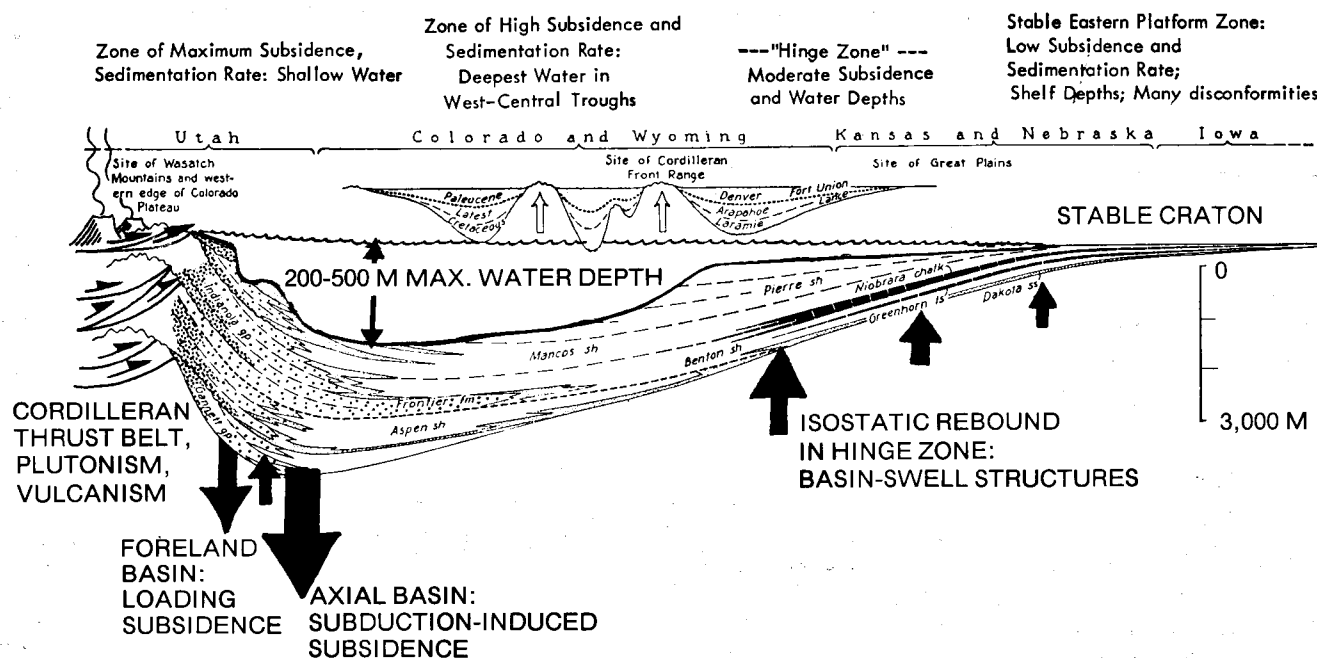 Zone of Maximum Subsidence,
Sedimentation Rate: Shallow Water
Zone of High Subsidence and
Sedimentation Rate:
Deepest Water in
West-Central Troughs
---"Hinge Zone" ---
Moderate Subsidence
and Water Depths
Stable Eastern Platform Zone:
Low Subsidence and
Sedimentation Rate;
Shelf Depths; Many disconformities
Utah
Colorado and Wyoming
Kansas and Nebraska
Iowa
Site of Wasatch
Mountains and west-
ern edge of Colorado
Plateau
Site of Cordilleran
Front Range
Site of Great Plains
Paleucene
Latest
Cretaceous
Denver
Arapahoe
Laramie
Fort Union
Lance
STABLE CRATON
200-500 M MAX. WATER DEPTH
0
3,000 M
Indianola gp
Gannett gp
Pierre sh
Niobrara chalk
Greenhorn ls
Dakota ss
Mancos sh
Benton sh
Frontier fm
Aspen sh
CORDILLERAN
THRUST BELT,
PLUTONISM,
VULCANISM
ISOSTATIC REBOUND
IN HINGE ZONE:
BASIN-SWELL STRUCTURES
FORELAND
BASIN:
LOADING
SUBSIDENCE
AXIAL BASIN:
SUBDUCTION-INDUCED
SUBSIDENCE